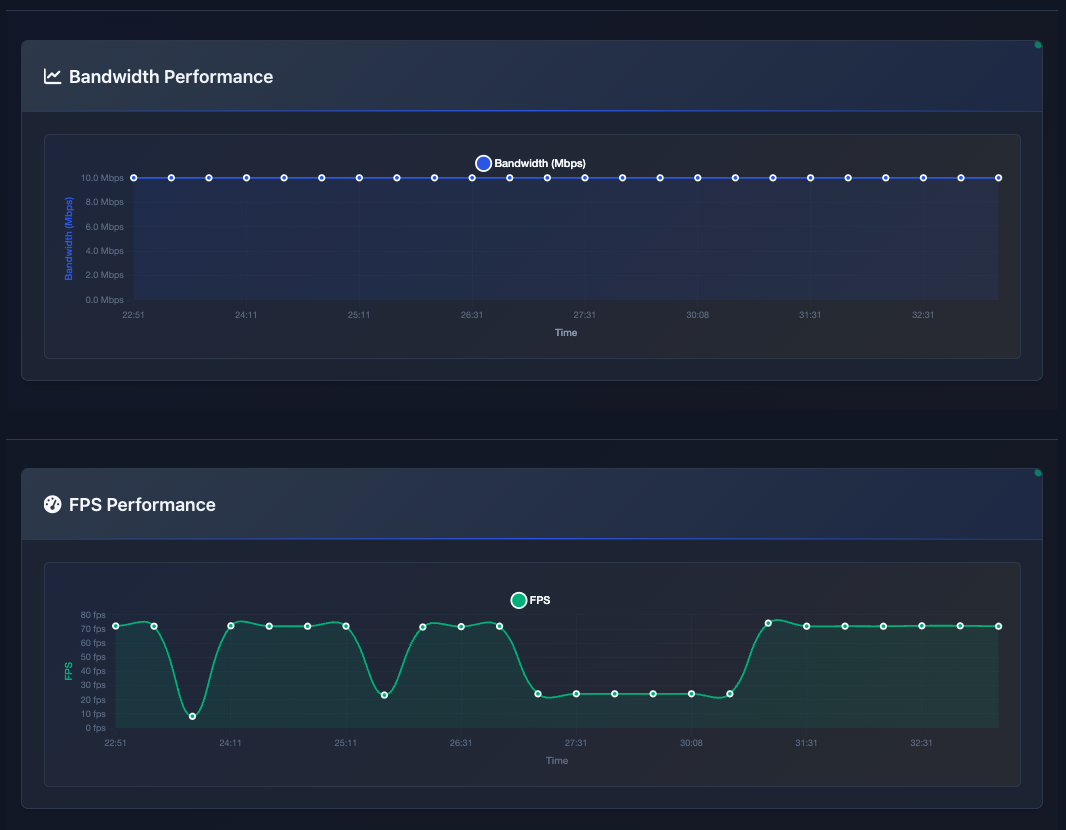 Bandwidth Performance
Bandwidth (Mbps)
10.0 Mbps
8.0 Mbps
6.0 Mbps
4.0 Mbps
2.0 Mbps
0.0 Mbps
Bandwidth (Mbps)
22:51 24:11 25:11 26:31 27:31 30:08 31:31 32:31
Time
FPS Performance
FPS
80 fps
70 fps
60 fps
50 fps
40 fps
30 fps
20 fps
10 fps
0 fps
FPS
22:51 24:11 25:11 26:31 27:31 30:08 31:31 32:31
Time